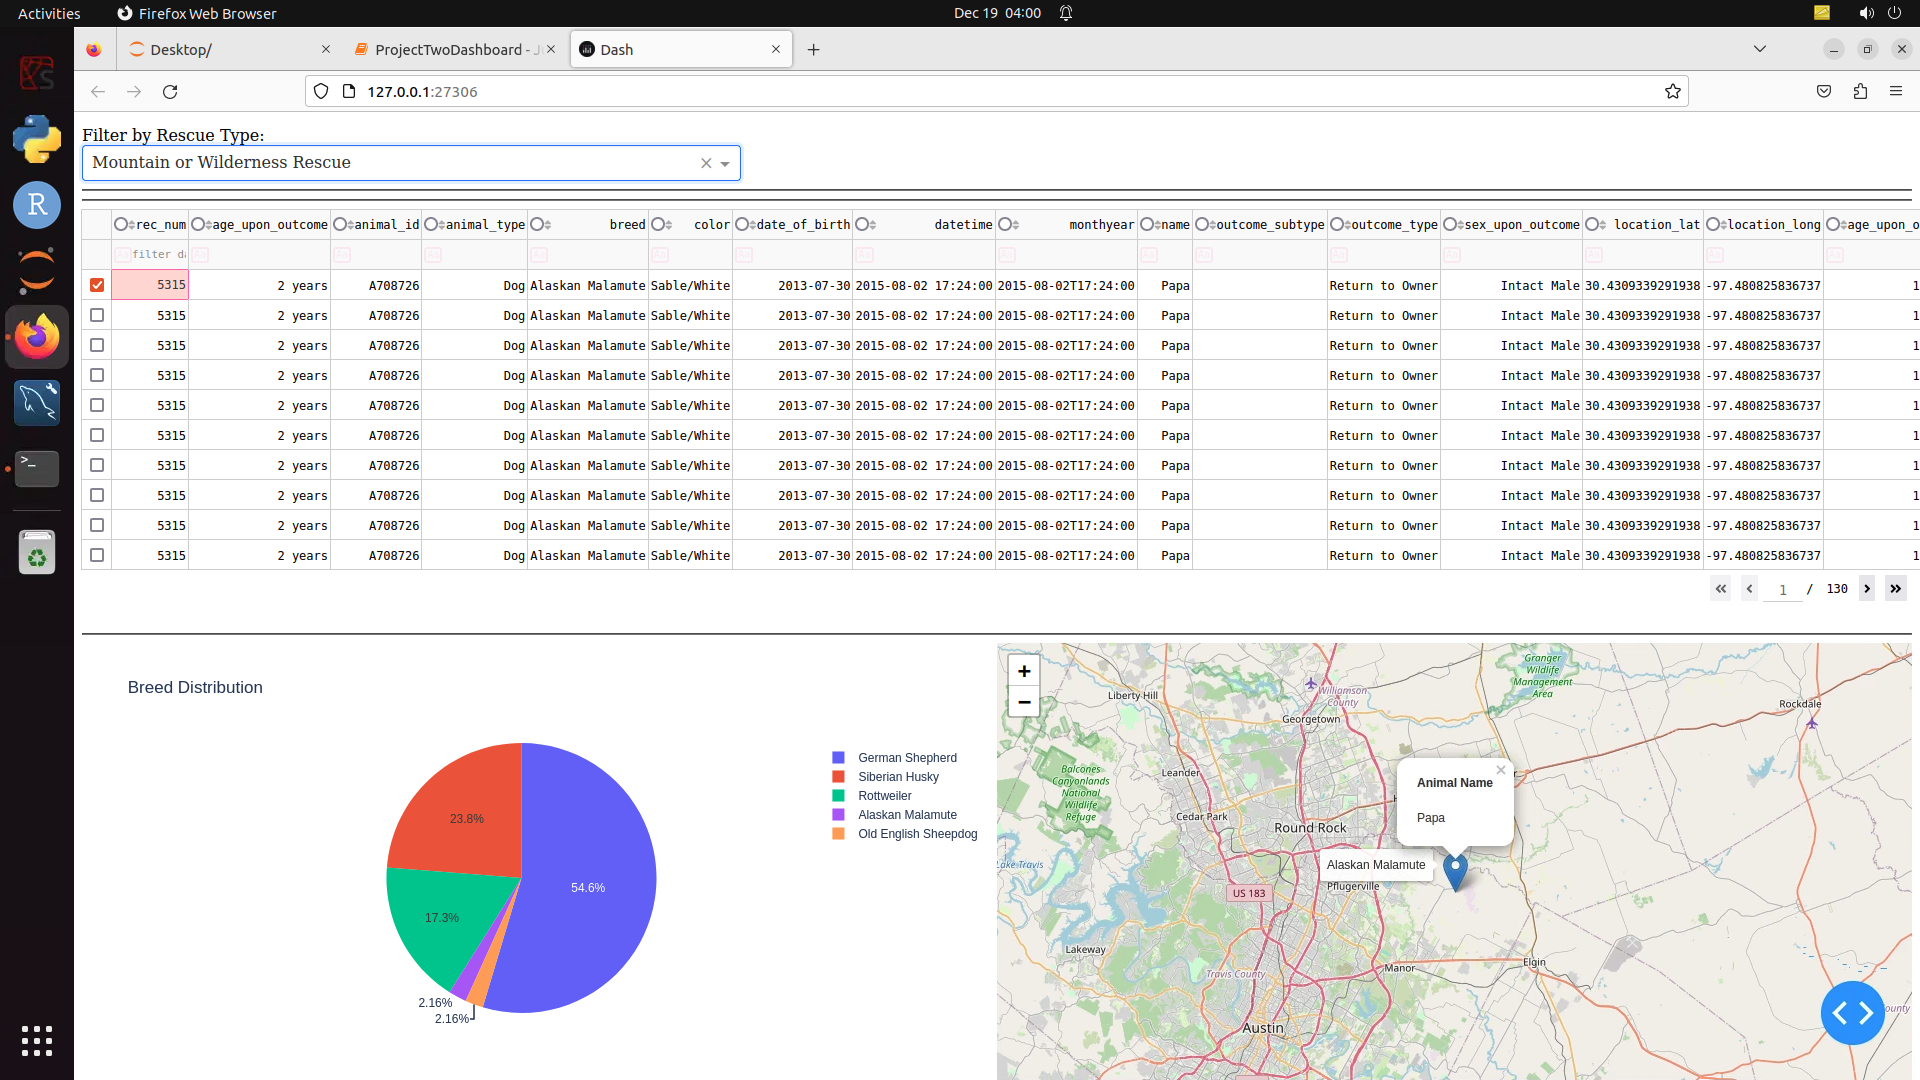 Activities Firefox Web Browser Dec 19 04:00
Desktop/ ProjectTwoDashboard - J Dash
127.0.0.1:27306
Filter by Rescue Type:
Mountain or Wilderness Rescue
rec_num age_upon_outcome animal_id animal_type breed color date_of_birth datetime monthyear name outcome_subtype outcome_type sex_upon_outcome location_lat location_long age_upon_o
Aa filter da Aa Aa Aa Aa Aa Aa Aa Aa Aa Aa Aa Aa Aa Aa Aa
5315 2 years A708726 Dog Alaskan Malamute Sable/White 2013-07-30 2015-08-02 17:24:00 2015-08-02T17:24:00 Papa Return to Owner Intact Male 30.4309339291938 -97.480825836737 1
5315 2 years A708726 Dog Alaskan Malamute Sable/White 2013-07-30 2015-08-02 17:24:00 2015-08-02T17:24:00 Papa Return to Owner Intact Male 30.4309339291938 -97.480825836737 1
5315 2 years A708726 Dog Alaskan Malamute Sable/White 2013-07-30 2015-08-02 17:24:00 2015-08-02T17:24:00 Papa Return to Owner Intact Male 30.4309339291938 -97.480825836737 1
5315 2 years A708726 Dog Alaskan Malamute Sable/White 2013-07-30 2015-08-02 17:24:00 2015-08-02T17:24:00 Papa Return to Owner Intact Male 30.4309339291938 -97.480825836737 1
5315 2 years A708726 Dog Alaskan Malamute Sable/White 2013-07-30 2015-08-02 17:24:00 2015-08-02T17:24:00 Papa Return to Owner Intact Male 30.4309339291938 -97.480825836737 1
5315 2 years A708726 Dog Alaskan Malamute Sable/White 2013-07-30 2015-08-02 17:24:00 2015-08-02T17:24:00 Papa Return to Owner Intact Male 30.4309339291938 -97.480825836737 1
5315 2 years A708726 Dog Alaskan Malamute Sable/White 2013-07-30 2015-08-02 17:24:00 2015-08-02T17:24:00 Papa Return to Owner Intact Male 30.4309339291938 -97.480825836737 1
5315 2 years A708726 Dog Alaskan Malamute Sable/White 2013-07-30 2015-08-02 17:24:00 2015-08-02T17:24:00 Papa Return to Owner Intact Male 30.4309339291938 -97.480825836737 1
5315 2 years A708726 Dog Alaskan Malamute Sable/White 2013-07-30 2015-08-02 17:24:00 2015-08-02T17:24:00 Papa Return to Owner Intact Male 30.4309339291938 -97.480825836737 1
5315 2 years A708726 Dog Alaskan Malamute Sable/White 2013-07-30 2015-08-02 17:24:00 2015-08-02T17:24:00 Papa Return to Owner Intact Male 30.4309339291938 -97.480825836737 1
« ‹ 1 / 130 › »
Breed Distribution
German Shepherd
Siberian Husky
Rottweiler
Alaskan Malamute
Old English Sheepdog
23.8%
54.6%
17.3%
2.16%
2.16%
+
−
Granger
Wildlife
Management
Area
Liberty Hill
Williamson
County
Georgetown
Rockdale
Balcones
Canyonlands
National
Wildlife
Refuge
Leander
Animal Name
Papa
Cedar Park
Round Rock
Lake Travis
Alaskan Malamute
Pflugerville
US 183
Lakeway
Travis County
Manor
Elgin
Austin
ounty